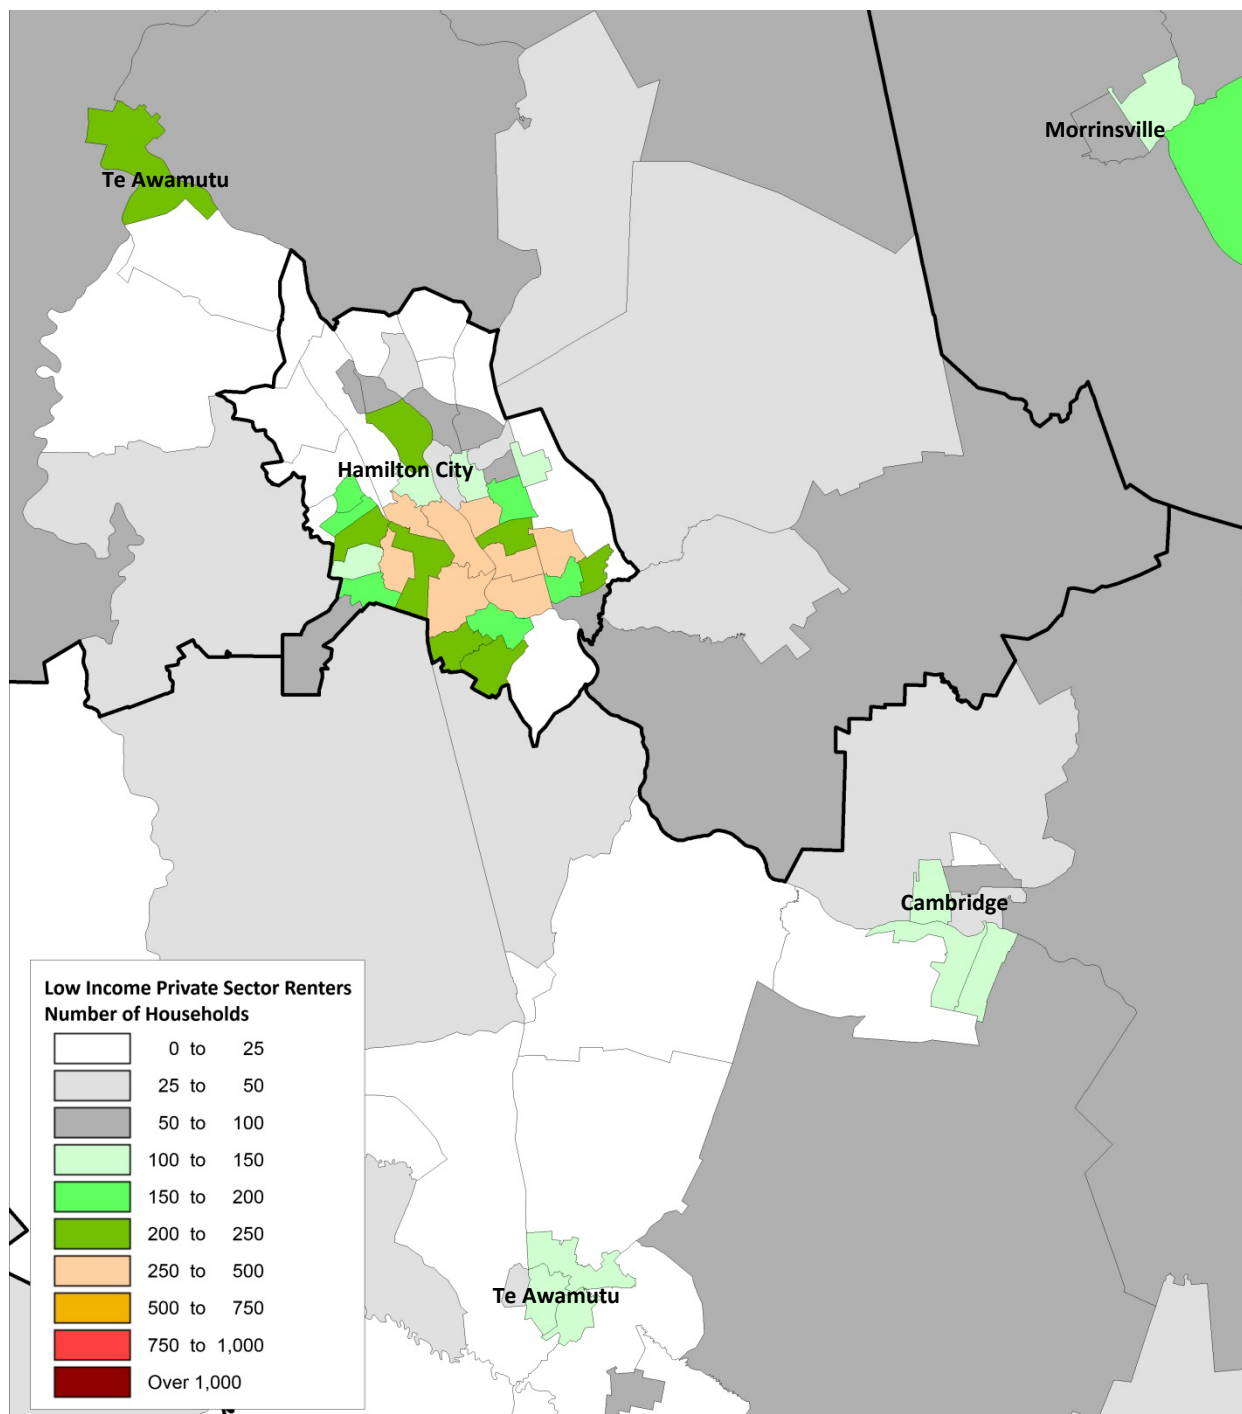 Morrinsville
Te Awamutu
Hamilton City
Cambridge
Low Income Private Sector Renters
Number of Households
0 to 25
25 to 50
50 to 100
100 to 150
150 to 200
200 to 250
250 to 500
500 to 750
750 to 1,000
Over 1,000
Te Awamutu